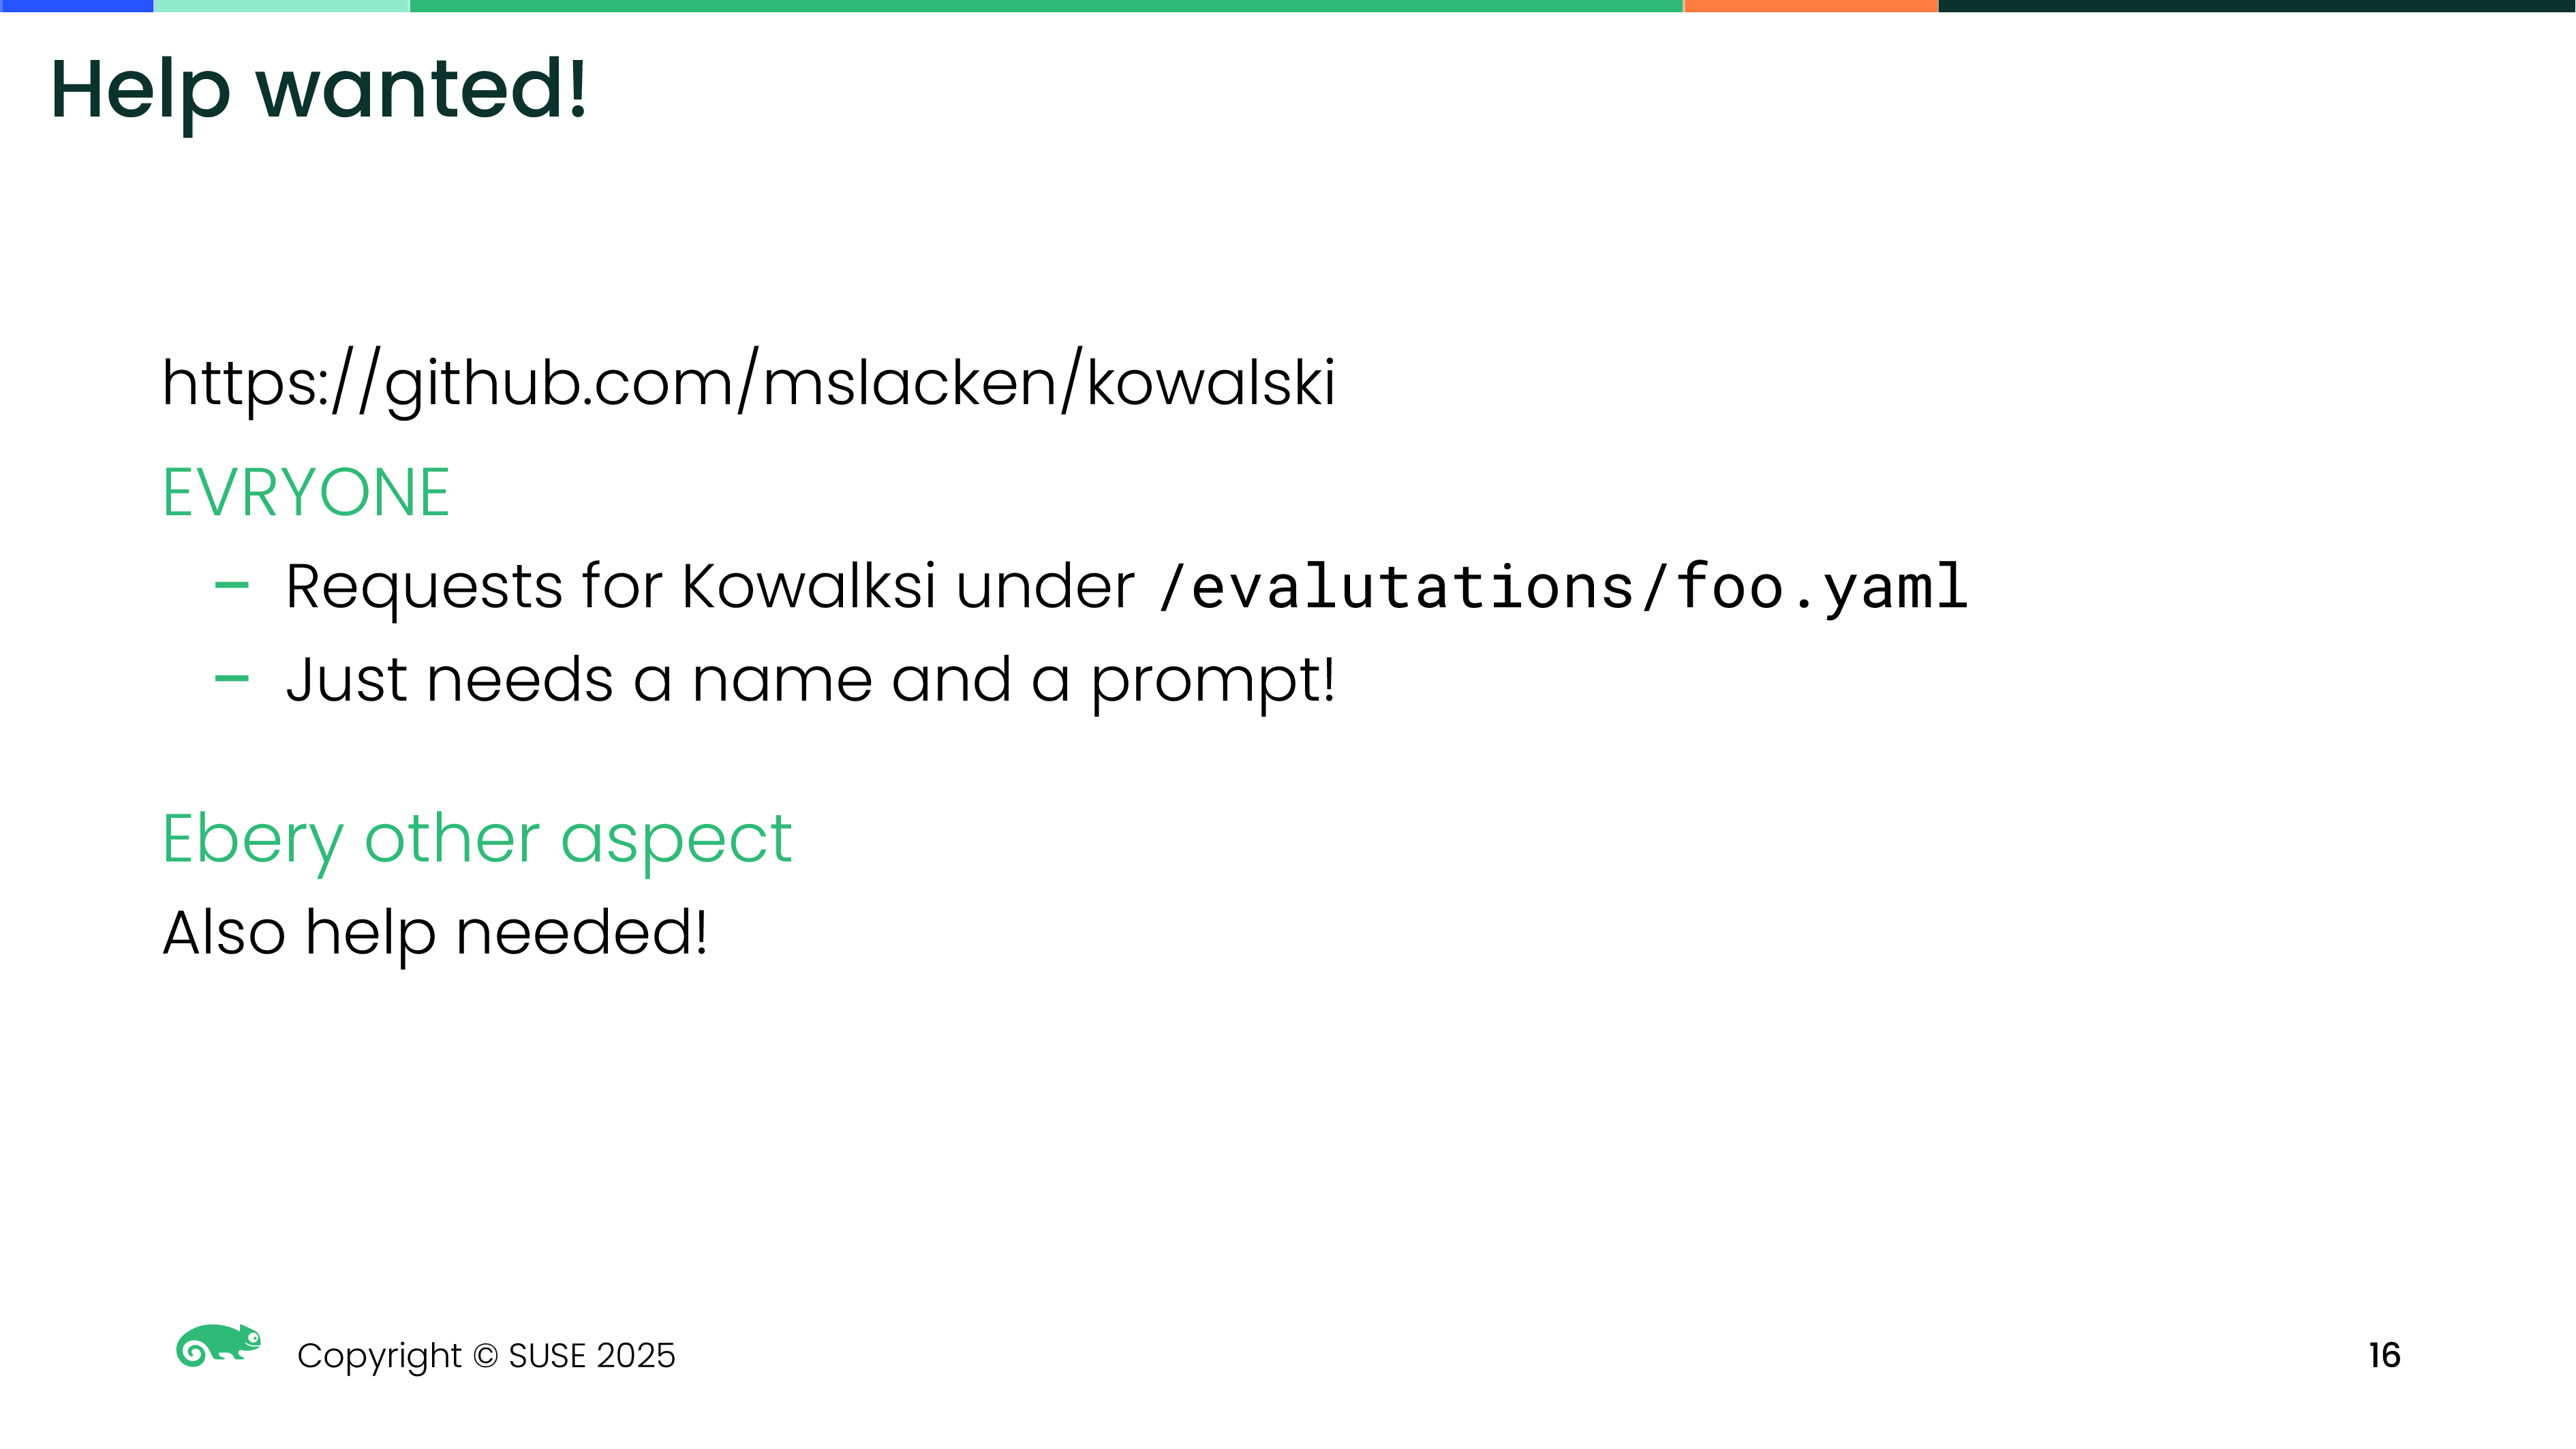 Help wanted!
https://github.com/mslacken/kowalski
EVRYONE
– Requests for Kowalksi under /evalutations/foo.yaml
– Just needs a name and a prompt!
Ebery other aspect
Also help needed!
Copyright © SUSE 2025
16